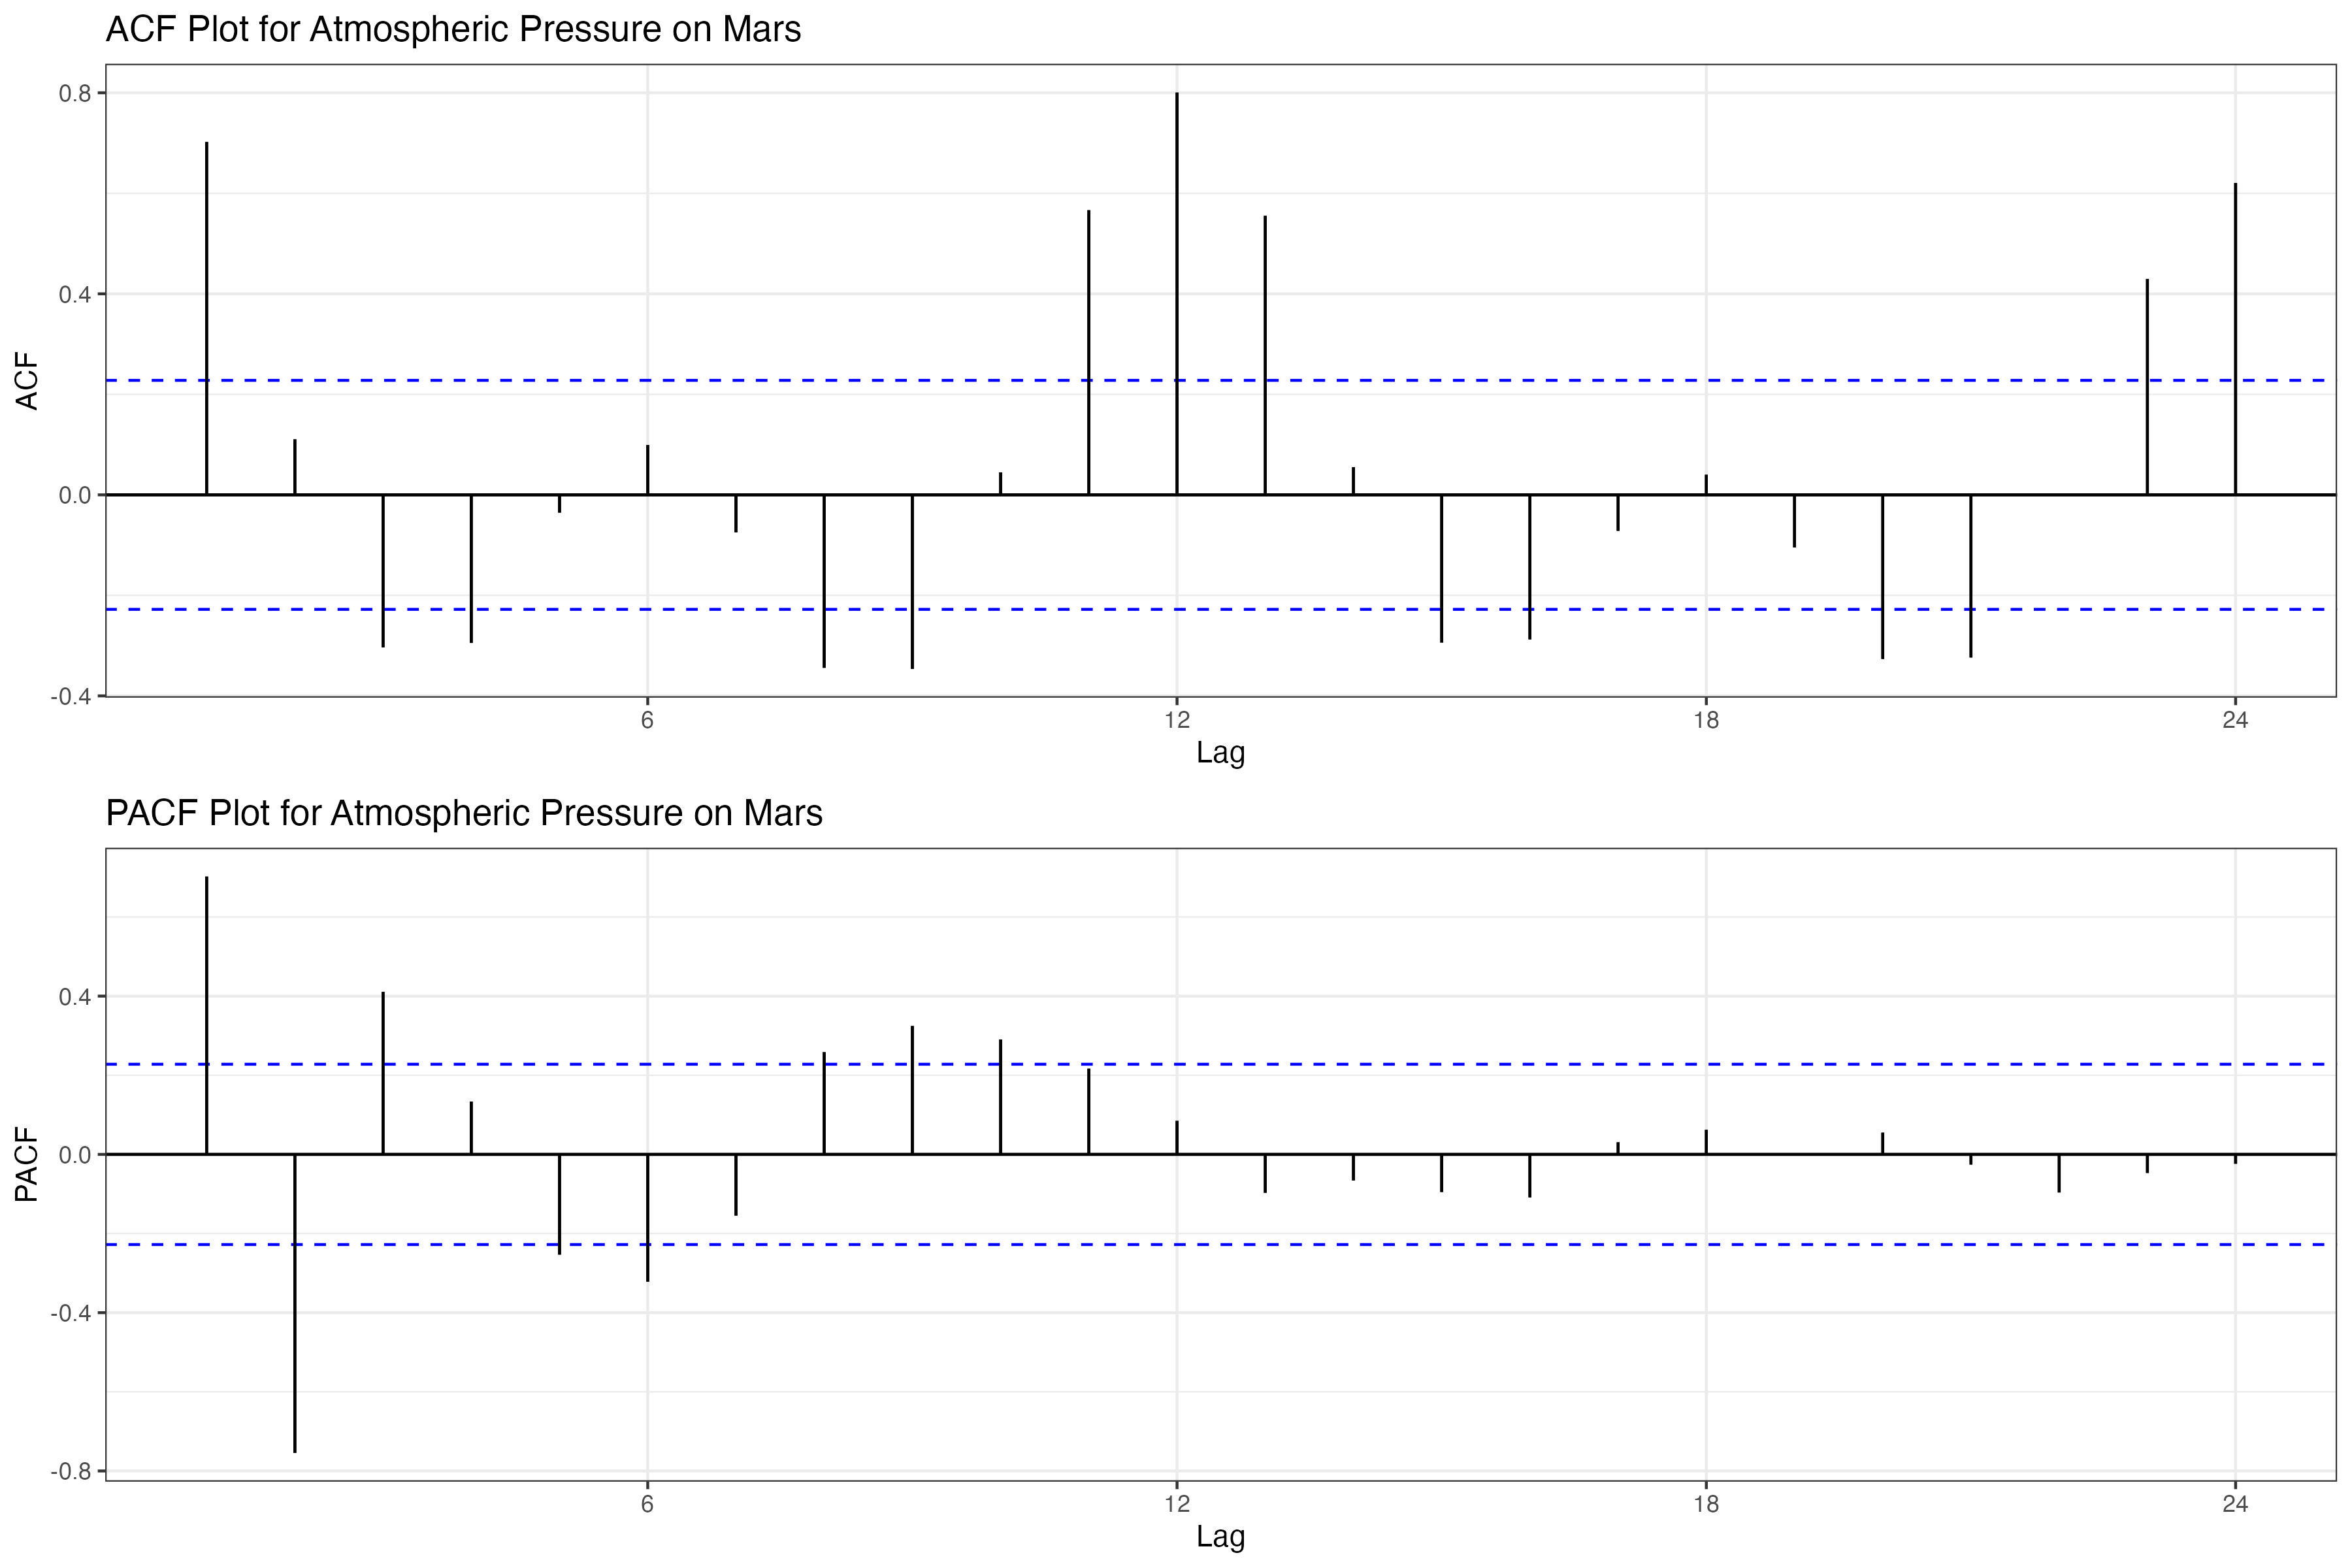 ACF Plot for Atmospheric Pressure on Mars
0.8
0.4
0.0
-0.4
ACF
6 12 18 24
Lag
PACF Plot for Atmospheric Pressure on Mars
0.4
0.0
-0.4
-0.8
PACF
6 12 18 24
Lag